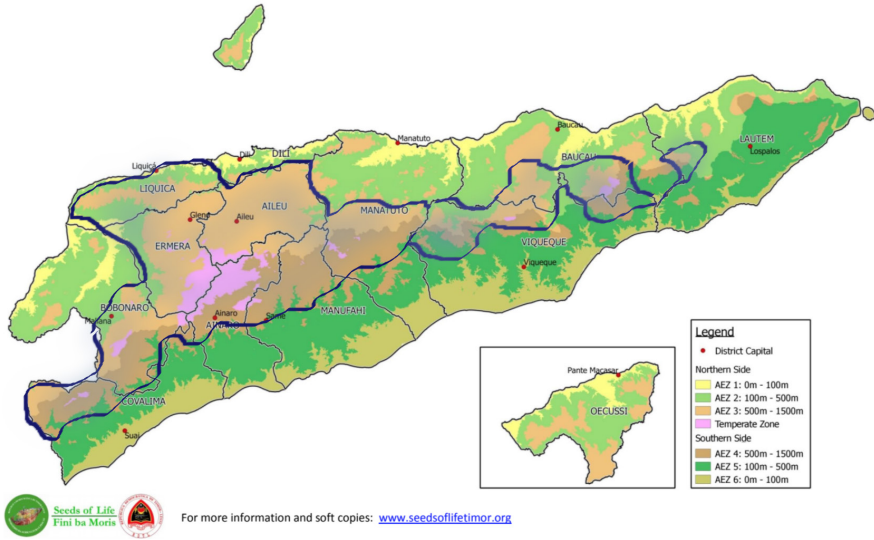 Baucau
Manatuto
Dili
DILI
LAUTEM
Lospalos
BAUCAU
Liquiçá
LIQUICA
AILEU
MANATUTO
Gleno
Aileu
ERMERA
VIQUEQUE
Viqueque
BOBONARO
Maliana
Ainaro
Same
MANUFAHI
AINARO
COVALIMA
Suai
Pante Macasar
OECUSSI
Legend
District Capital
Northern Side
AEZ 1: 0m - 100m
AEZ 2: 100m - 500m
AEZ 3: 500m - 1500m
Temperate Zone
Southern Side
AEZ 4: 500m - 1500m
AEZ 5: 100m - 500m
AEZ 6: 0m - 100m
Seeds of Life
Fini ba Moris
For more information and soft copies: www.seedsoflifetimor.org